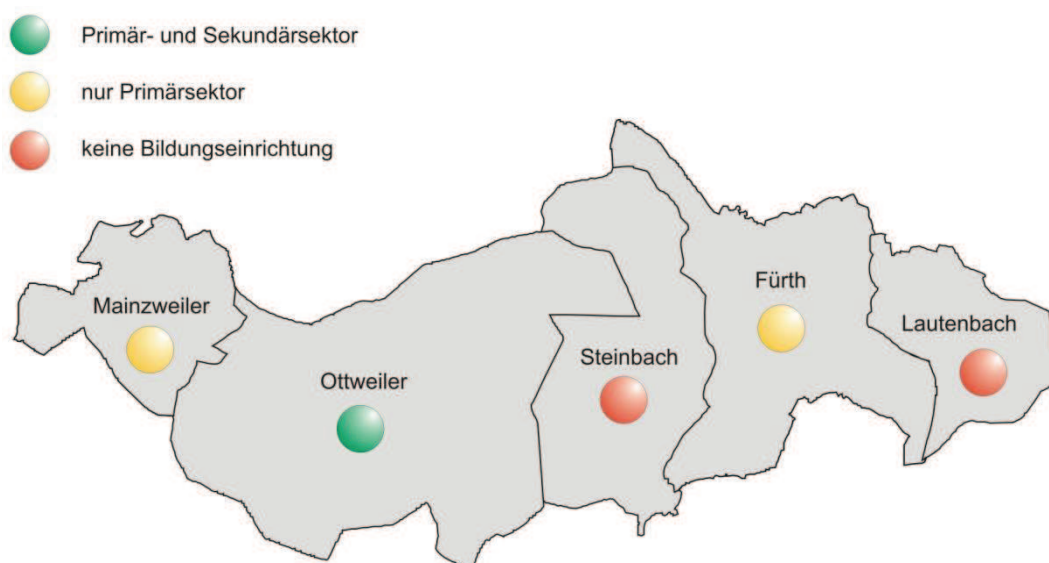 Primär- und Sekundärsektor
nur Primärsektor
keine Bildungseinrichtung
Mainzweiler
Ottweiler
Steinbach
Fürth
Lautenbach